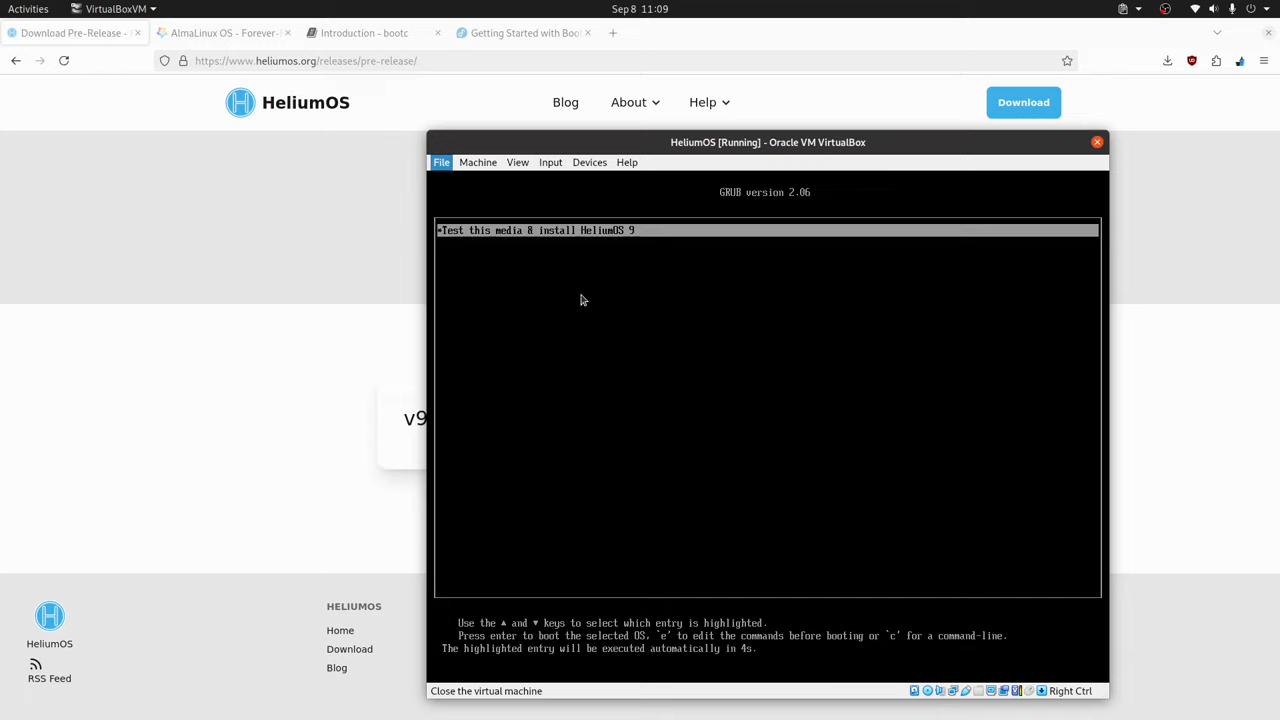 Activities
VirtualBoxVM
Sep 8 11:09
Download Pre-Release -
AlmaLinux OS - Forever-
Introduction - bootc
Getting Started with Boo
https://www.heliumos.org/releases/pre-release/
HeliumOS
Blog
About
Help
Download
HeliumOS [Running] - Oracle VM VirtualBox
File
Machine
View
Input
Devices
Help
GRUB version 2.06
*Test this media & install HeliumOS 9
v9
Use the ▲ and ▼ keys to select which entry is highlighted.
Press enter to boot the selected OS, `e' to edit the commands before booting or `c' for a command-line.
The highlighted entry will be executed automatically in 4s.
Close the virtual machine
Right Ctrl
HeliumOS
RSS Feed
HELIUMOS
Home
Download
Blog